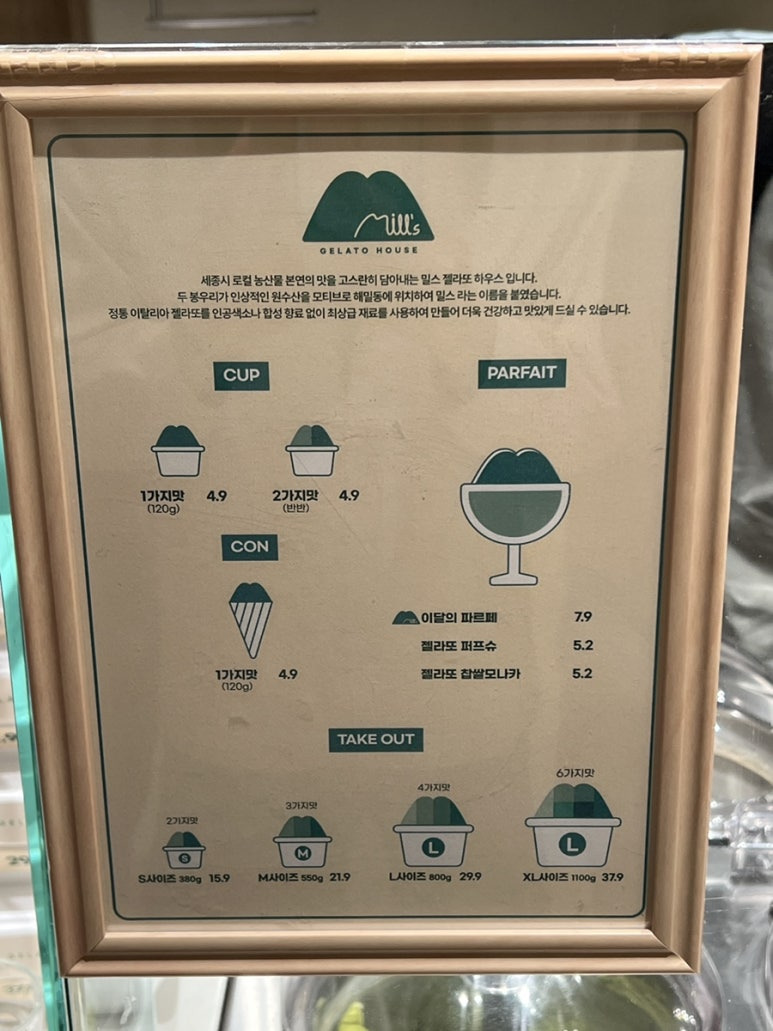 Mill's
GELATO HOUSE
세종시 로컬 농산물 본연의 맛을 고스란히 담아내는 밀스 젤라또 하우스 입니다.
두 봉우리가 인상적인 원수산을 모티브로 해밀동에 위치하여 밀스 라는 이름을 붙였습니다.
정통 이탈리아 젤라또를 인공색소나 합성 향료 없이 최상급 재료를 사용하여 만들어 더욱 건강하고 맛있게 드실 수 있습니다.
CUP
1가지맛 4.9
(120g)
2가지맛 4.9
(반반)
CON
1가지맛 4.9
(120g)
PARFAIT
이달의 파르페 7.9
젤라또 퍼프슈 5.2
젤라또 찹쌀모나카 5.2
TAKE OUT
2가지맛
S
S사이즈 380g 15.9
3가지맛
M
M사이즈 550g 21.9
4가지맛
L
L사이즈 800g 29.9
6가지맛
L
XL사이즈 1100g 37.9